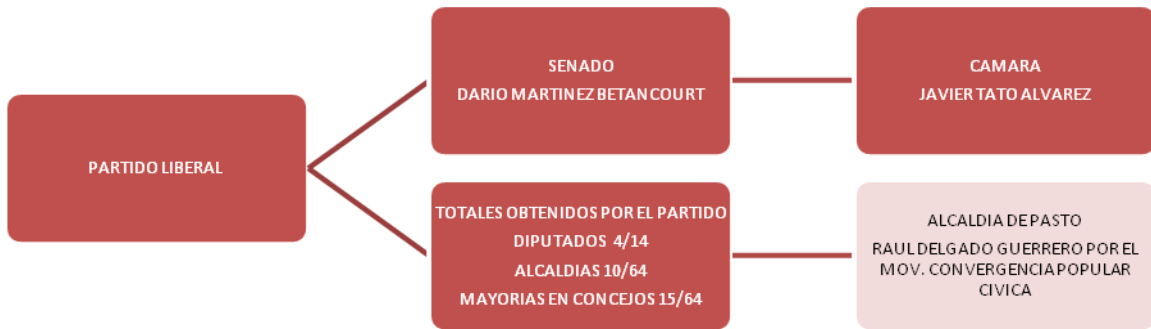 PARTIDO LIBERAL
SENADO
DARIO MARTINEZ BETANCOURT
CAMARA
JAVIER TATO ALVAREZ
TOTALES OBTENIDOS POR EL PARTIDO
DIPUTADOS 4/14
ALCALDIAS 10/64
MAYORIAS EN CONCEJOS 15/64
ALCALDIA DE PASTO
RAUL DELGADO GUERRERO POR EL
MOV. CONVERGENCIA POPULAR
CIVICA